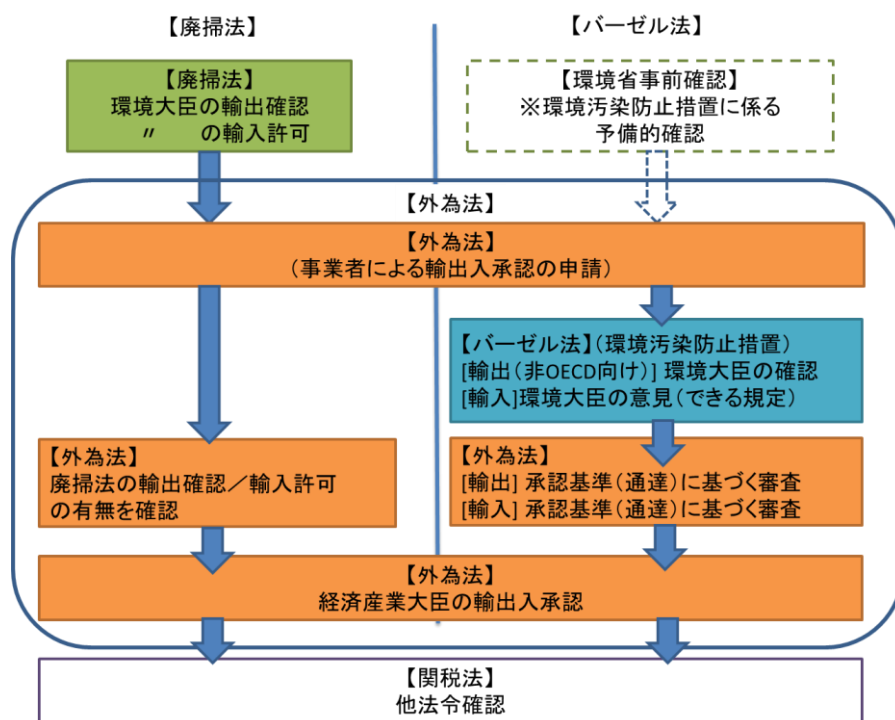 【廃掃法】
【バーゼル法】
【廃掃法】
環境大臣の輸出確認
〃 の輸入許可
【環境省事前確認】
※環境汚染防止措置に係る
予備的確認
【外為法】
【外為法】
(事業者による輸出入承認の申請)
【バーゼル法】(環境汚染防止措置)
[輸出(非OECD向け)] 環境大臣の確認
[輸入]環境大臣の意見(できる規定)
【外為法】
廃掃法の輸出確認/輸入許可
の有無を確認
【外為法】
[輸出] 承認基準(通達)に基づく審査
[輸入] 承認基準(通達)に基づく審査
【外為法】
経済産業大臣の輸出入承認
【関税法】
他法令確認